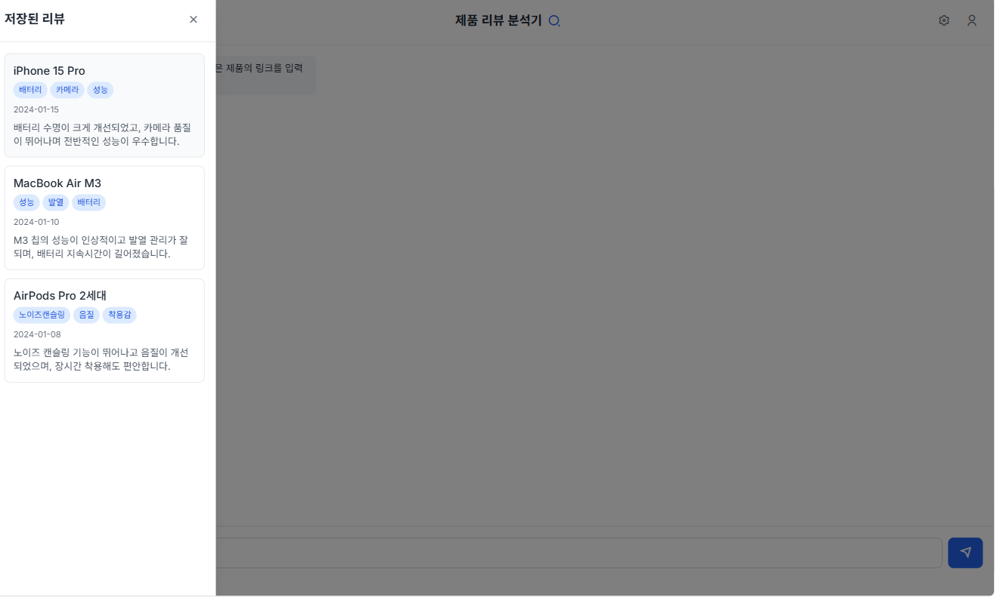 저장된 리뷰
제품 리뷰 분석기
iPhone 15 Pro
배터리 카메라 성능
2024-01-15
배터리 수명이 크게 개선되었고, 카메라 품질
이 뛰어나며 전반적인 성능이 우수합니다.
MacBook Air M3
성능 발열 배터리
2024-01-10
M3 칩의 성능이 인상적이고 발열 관리가 잘
되며, 배터리 지속시간이 길어졌습니다.
AirPods Pro 2세대
노이즈캔슬링 음질 착용감
2024-01-08
노이즈 캔슬링 기능이 뛰어나고 음질이 개선
되었으며, 장시간 착용해도 편안합니다.
은 제품의 링크를 입력